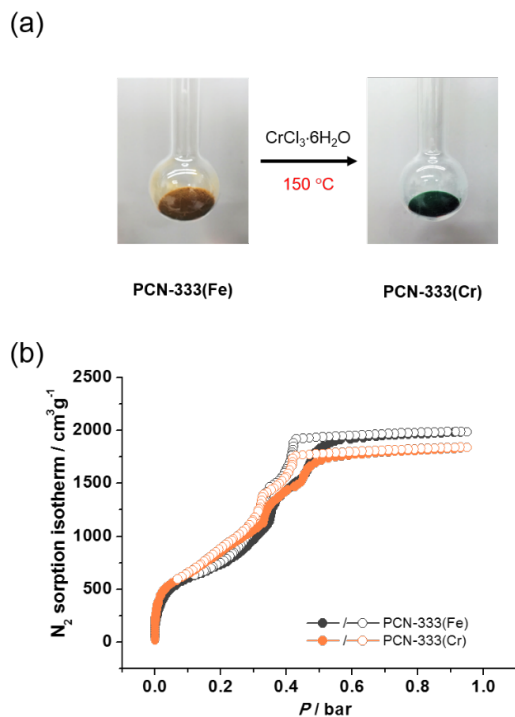 (a)
CrCl₃·6H₂O
150 °C
PCN-333(Fe)
PCN-333(Cr)
(b)
N₂ sorption isotherm / cm³g⁻¹
2500
2000
1500
1000
500
0
0.0 0.2 0.4 0.6 0.8 1.0
P / bar
/ PCN-333(Fe)
/ PCN-333(Cr)